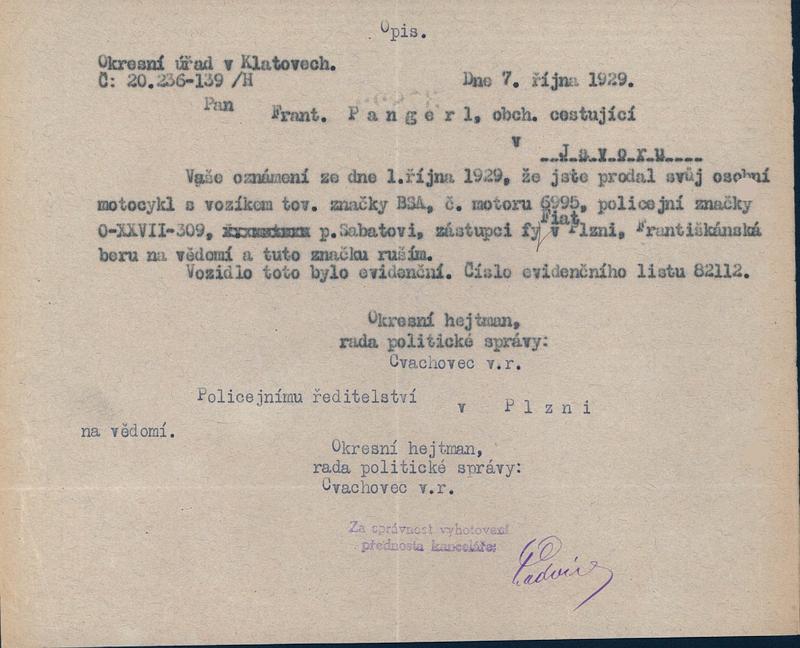 Opis.
Okresní úřad v Klatovech.
Č: 20.236-139/H Dne 7. října 1929.
Pan
Frant. Pangerl, obch. cestující
v
Javoru
Vaše oznámení ze dne 1.října 1929, že jste prodal svůj osobní
motocykl s vozíkem tov. značky BSA, č. motoru 6995, policejní značky
Fiat
O-XXVII-309, p.Sabatovi, zástupci fy v Plzni, Františkánská
beru na vědomí a tuto značku ruším.
Vozidlo toto bylo evidenční. Číslo evidenčního listu 82112.
Okresní hejtman,
rada politické správy:
Cvachovec v.r.
Policejnímu ředitelství
v Plzni
na vědomí.
Okresní hejtman,
rada politické správy:
Cvachovec v.r.
Za správnost vyhotovení
přednosta kanceláře: